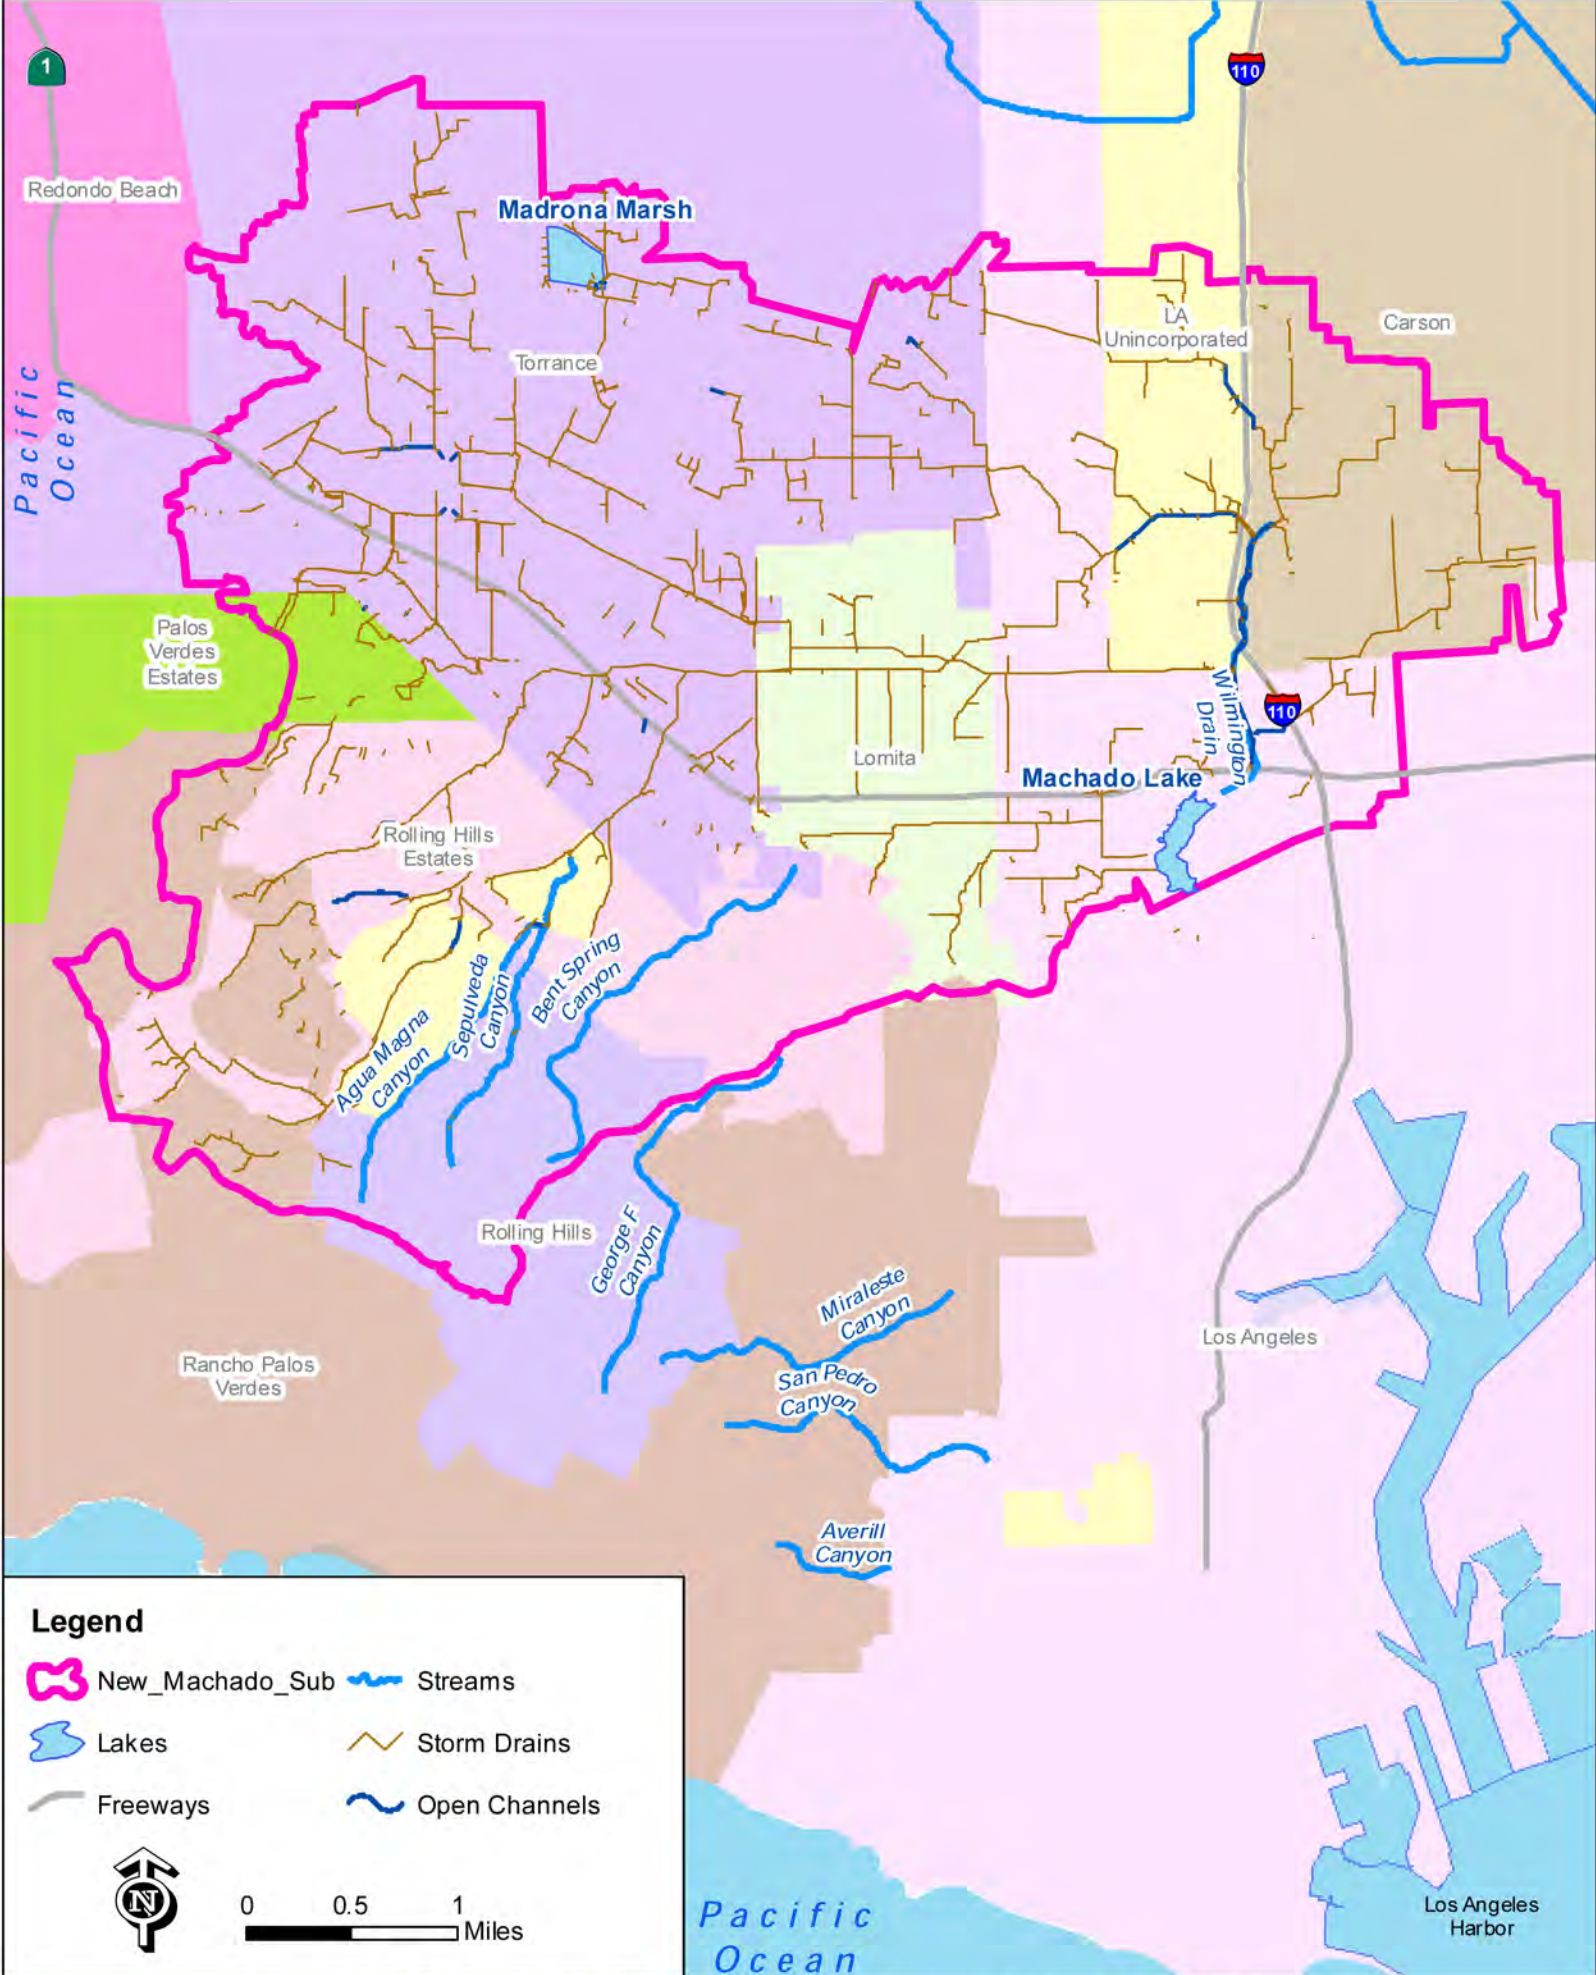 1
110
Redondo Beach
Madrona Marsh
Pacific
Ocean
Torrance
LA
Unincorporated
Carson
Palos
Verdes
Estates
Wilmington
Drain
110
Lomita
Machado Lake
Rolling Hills
Estates
Agua Magna
Canyon
Sepulveda
Canyon
Bent Spring
Canyon
Rolling Hills
George F
Canyon
Miraleste
Canyon
San Pedro
Canyon
Los Angeles
Rancho Palos
Verdes
Averill
Canyon
Legend
New_Machado_Sub
Streams
Lakes
Storm Drains
Freeways
Open Channels
N
0 0.5 1
Miles
Pacific
Ocean
Los Angeles
Harbor